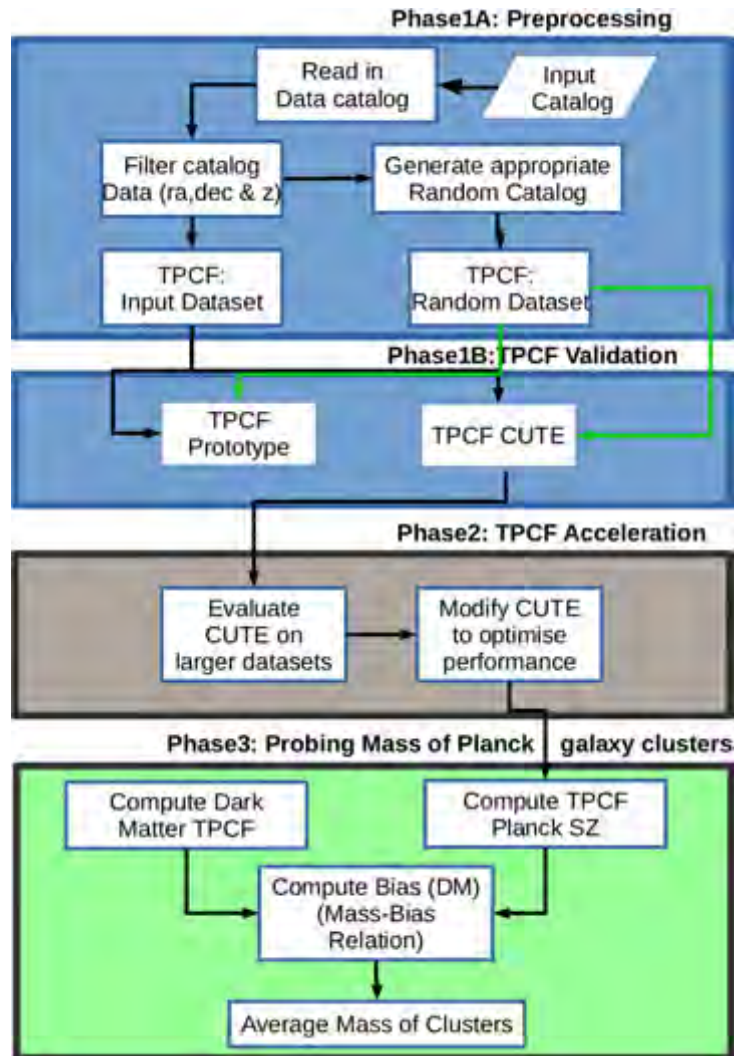 Phase1A: Preprocessing
Read in
Data catalog
Input
Catalog
Filter catalog
Data (ra,dec & z)
Generate appropriate
Random Catalog
TPCF:
Input Dataset
TPCF:
Random Dataset
Phase1B:TPCF Validation
TPCF
Prototype
TPCF CUTE
Phase2: TPCF Acceleration
Evaluate
CUTE on
larger datasets
Modify CUTE
to optimise
performance
Phase3: Probing Mass of Planck galaxy clusters
Compute Dark
Matter TPCF
Compute TPCF
Planck SZ
Compute Bias (DM)
(Mass-Bias
Relation)
Average Mass of Clusters